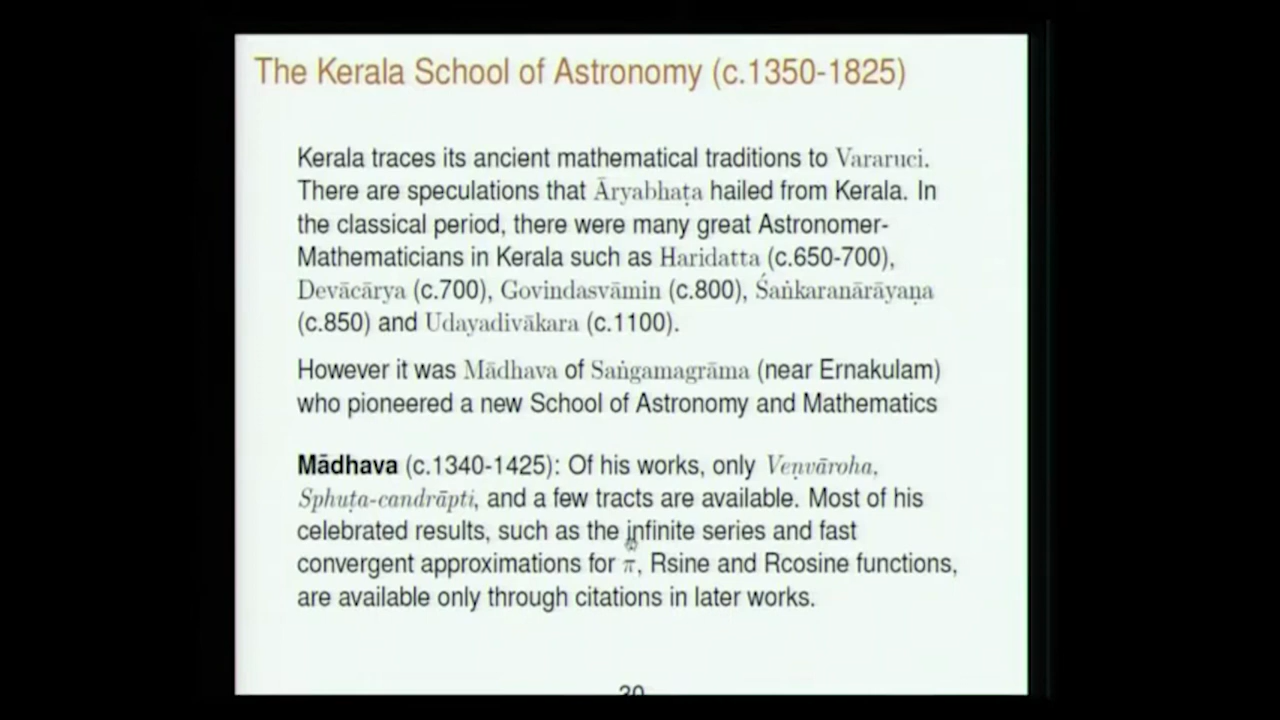 The Kerala School of Astronomy (c.1350-1825)
Kerala traces its ancient mathematical traditions to Vararuci.
There are speculations that Āryabhaṭa hailed from Kerala. In
the classical period, there were many great Astronomer-
Mathematicians in Kerala such as Haridatta (c.650-700),
Devācārya (c.700), Govindasvāmin (c.800), Śaṅkaranārāyaṇa
(c.850) and Udayadivākara (c.1100).
However it was Mādhava of Saṅgamagrāma (near Ernakulam)
who pioneered a new School of Astronomy and Mathematics
Mādhava (c.1340-1425): Of his works, only Veṇvāroha,
Sphuṭa-candrāpti, and a few tracts are available. Most of his
celebrated results, such as the infinite series and fast
convergent approximations for π, Rsine and Rcosine functions,
are available only through citations in later works.